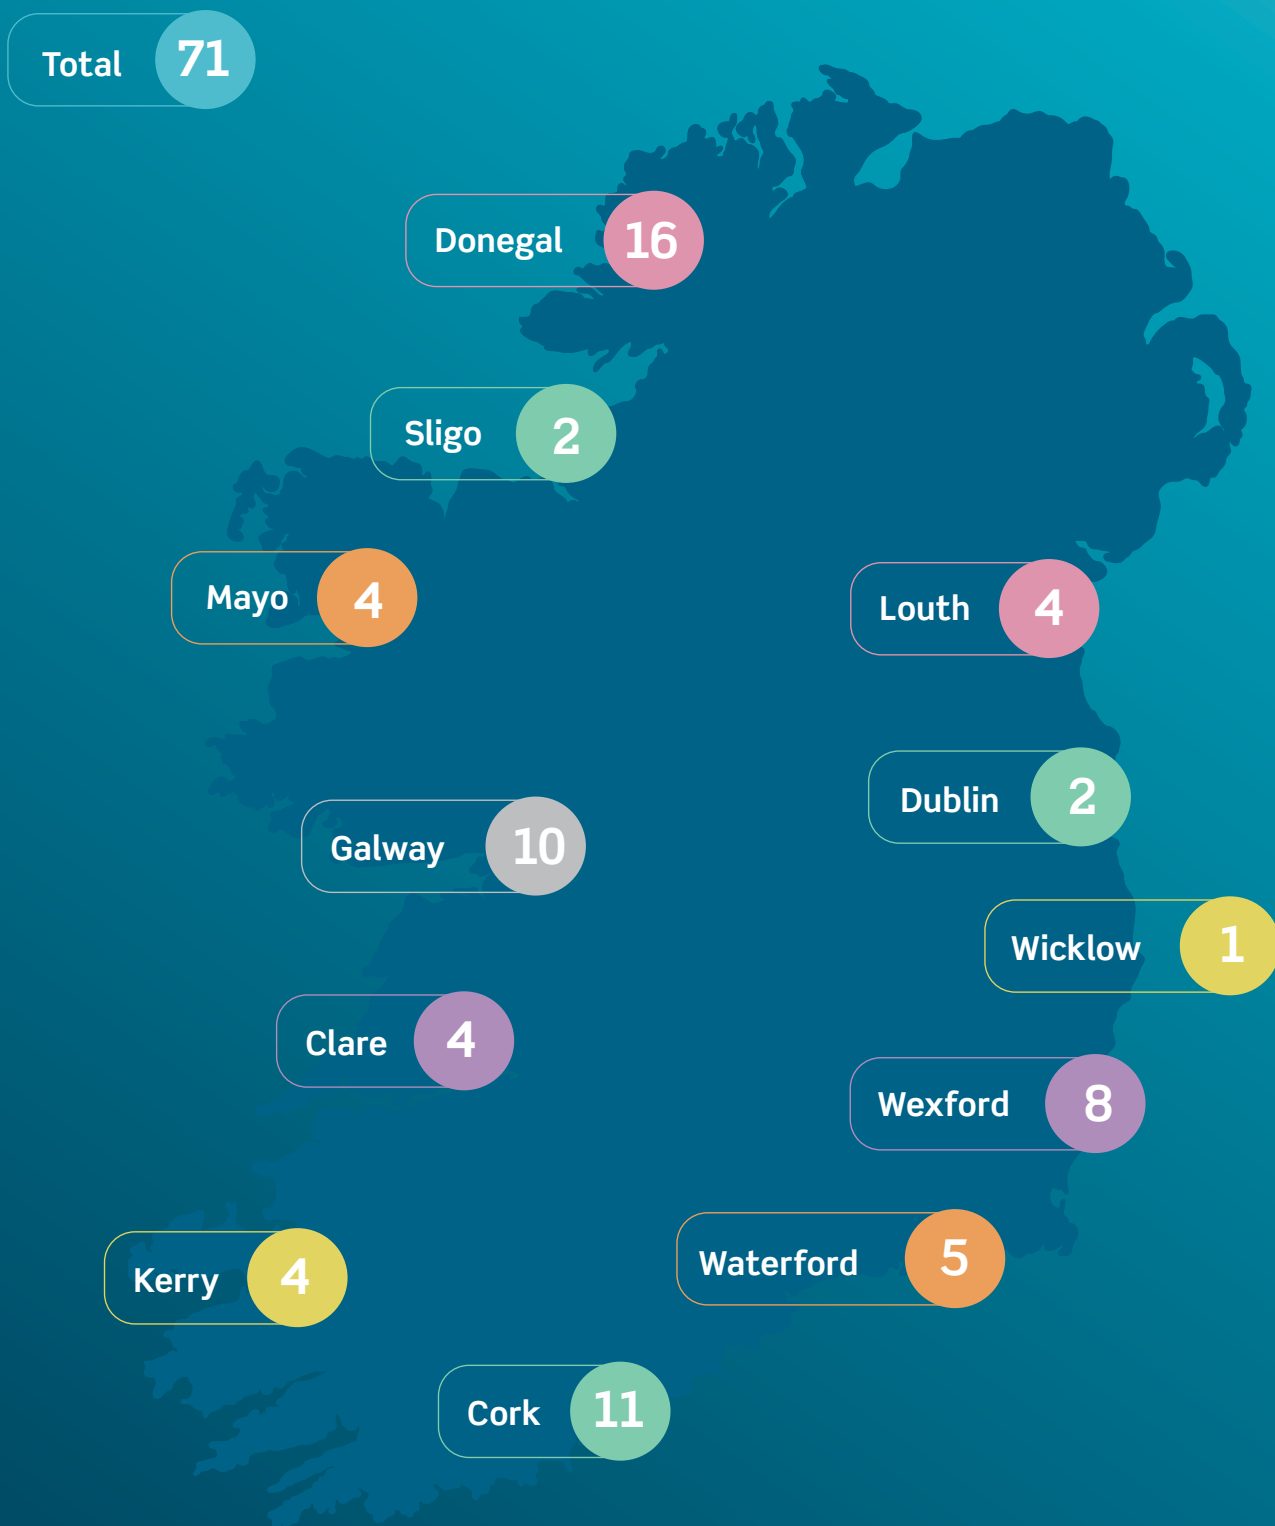 Total 71
Donegal 16
Sligo 2
Mayo 4
Louth 4
Dublin 2
Galway 10
Wicklow 1
Clare 4
Wexford 8
Waterford 5
Kerry 4
Cork 11